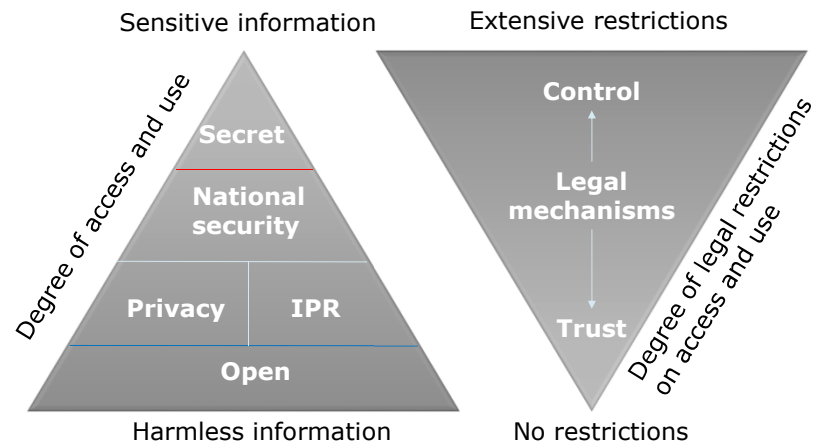 Sensitive information
Extensive restrictions
Degree of access and use
Secret
National
security
Privacy
IPR
Open
Harmless information
Control
Legal
mechanisms
Trust
Degree of legal restrictions
on access and use
No restrictions